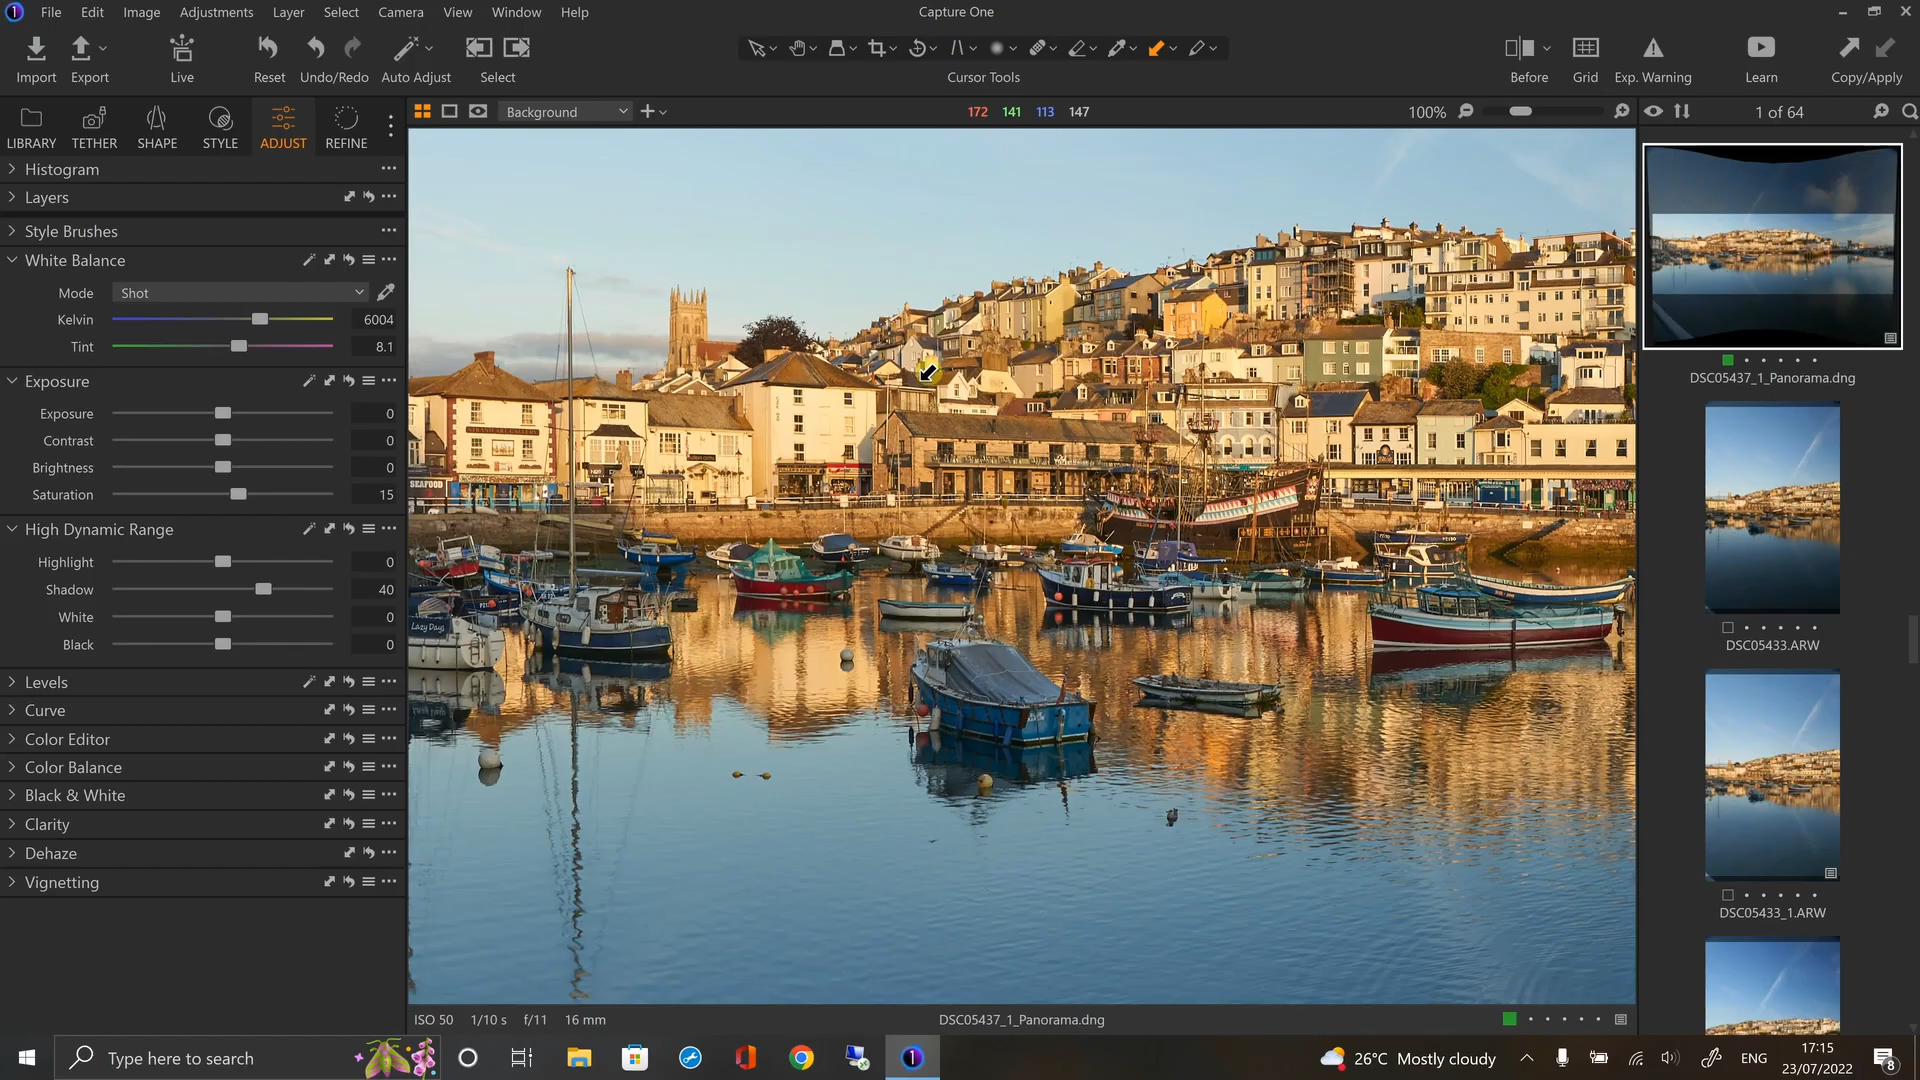 File Edit Image Adjustments Layer Select Camera View Window Help
Capture One
Import Export Live Reset Undo/Redo Auto Adjust Select Cursor Tools Before Grid Exp. Warning Learn Copy/Apply
LIBRARY TETHER SHAPE STYLE ADJUST REFINE
Background
172 141 113 147
100%
1 of 64
Histogram
Layers
Style Brushes
White Balance
Mode Shot
Kelvin 6004
Tint 8.1
Exposure
Exposure 0
Contrast 0
Brightness 0
Saturation 15
High Dynamic Range
Highlight 0
Shadow 40
White 0
Black 0
Levels
Curve
Color Editor
Color Balance
Black & White
Clarity
Dehaze
Vignetting
SEAFOOD
Lazy Days
DSC05437_1_Panorama.dng
DSC05433.ARW
DSC05433_1.ARW
ISO 50 1/10 s f/11 16 mm
DSC05437_1_Panorama.dng
Type here to search
26°C Mostly cloudy
ENG
17:15
23/07/2022
8